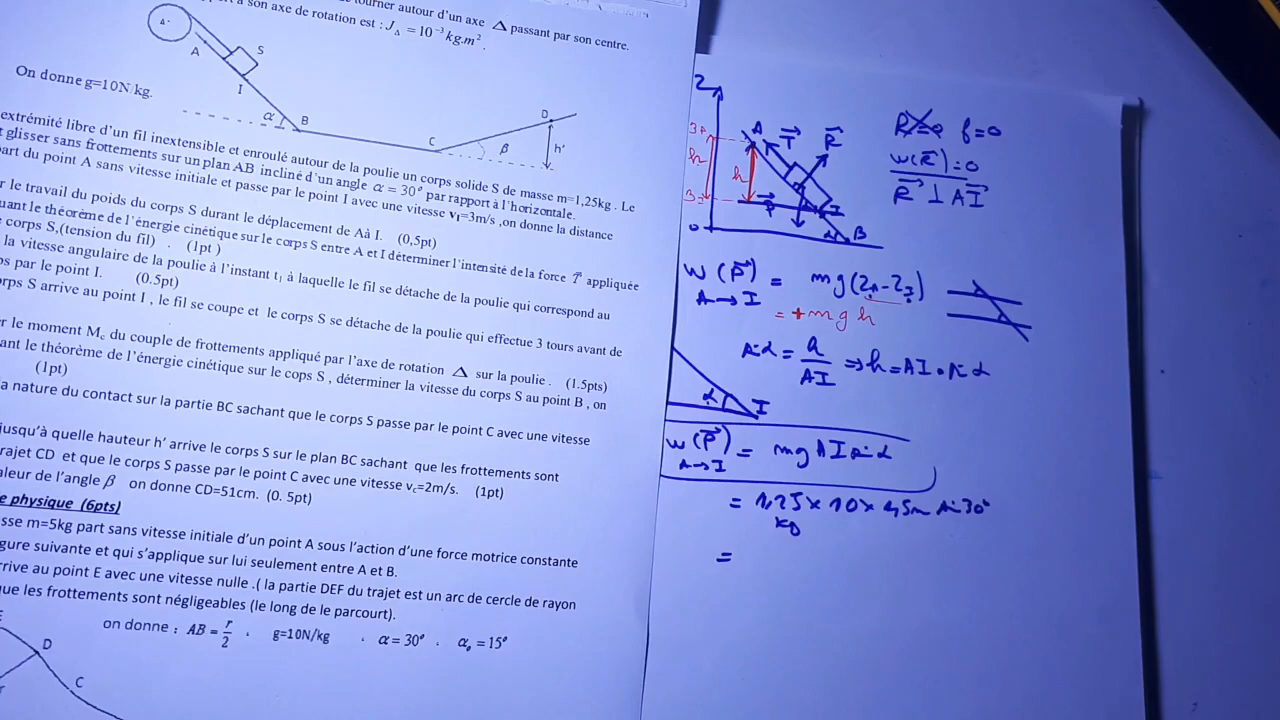 tourner autour d'un axe Δ passant par son centre.
à son axe de rotation est : J_Δ = 10⁻³ kg.m².
S
A
I
On donne g=10N/kg.
α
B
C
D
β
h'
extrémité libre d'un fil inextensible et enroulé autour de la poulie un corps solide S de masse m=1,25kg . Le
t glisser sans frottements sur un plan AB incliné d'un angle α = 30° par rapport à l'horizontale.
part du point A sans vitesse initiale et passe par le point I avec une vitesse v_I=3m/s ,on donne la distance
r le travail du poids du corps S durant le déplacement de Aà I. (0,5pt)
quant le théorème de l'énergie cinétique sur le corps S entre A et I déterminer l'intensité de la force T⃗ appliquée
corps S,(tension du fil) . (1pt )
la vitesse angulaire de la poulie à l'instant t₁ à laquelle le fil se détache de la poulie qui correspond au
ps par le point I. (0.5pt)
orps S arrive au point I , le fil se coupe et le corps S se détache de la poulie qui effectue 3 tours avant de
er le moment M_c du couple de frottements appliqué par l'axe de rotation Δ sur la poulie . (1.5pts)
ant le théorème de l'énergie cinétique sur le cops S , déterminer la vitesse du corps S au point B , on
(1pt)
a nature du contact sur la partie BC sachant que le corps S passe par le point C avec une vitesse
jusqu'à quelle hauteur h' arrive le corps S sur le plan BC sachant que les frottements sont
rajet CD et que le corps S passe par le point C avec une vitesse v_c=2m/s. (1pt)
aleur de l'angle β on donne CD=51cm. (0. 5pt)
e physique (6pts)
sse m=5kg part sans vitesse initiale d'un point A sous l'action d'une force motrice constante
gure suivante et qui s'applique sur lui seulement entre A et B.
rrive au point E avec une vitesse nulle .( la partie DEF du trajet est un arc de cercle de rayon
que les frottements sont négligeables (le long de le parcourt).
on donne : AB = r/2 . g=10N/kg . α = 30° . α₀ = 15°
E
D
C
r
Z
A
T⃗
R⃗
h
h
P⃗
I
0
α
B
f=0
W(R⃗)=0
R⃗ ⊥ AI⃗
W(P⃗) A→I = mg(Z_A-Z_I)
= +mgh
sin α = h/AI ⇒ h = AI . sin α
α
I
W(P⃗) A→I = mg AI sin α
= 1,25 kg × 10 × 4,5m sin 30°
=